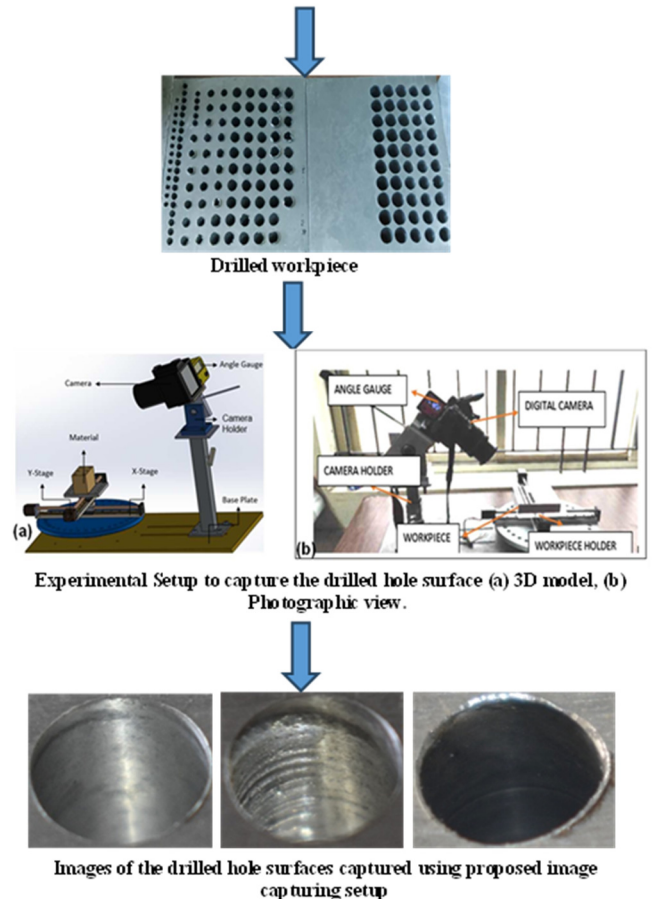 Drilled workpiece
Angle Gauge
Camera
Camera
Holder
Material
Y-Stage
X-Stage
Base Plate
(a)
ANGLE GAUGE
DIGITAL CAMERA
CAMERA HOLDER
WORKPIECE
WORKPIECE HOLDER
(b)
Experimental Setup to capture the drilled hole surface (a) 3D model, (b)
Photographic view.
Images of the drilled hole surfaces captured using proposed image
capturing setup